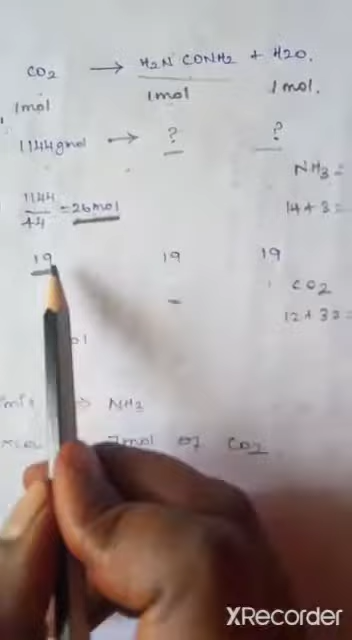 CO2 → H2N CONH2 + H2O.
1mol 1mol 1mol.
1144gmol → ? ?
NH3=
1144/44 = 26mol
14+3=
19 19 19
CO2
12+32=
⇒ NH3
7mol of CO2
XRecorder